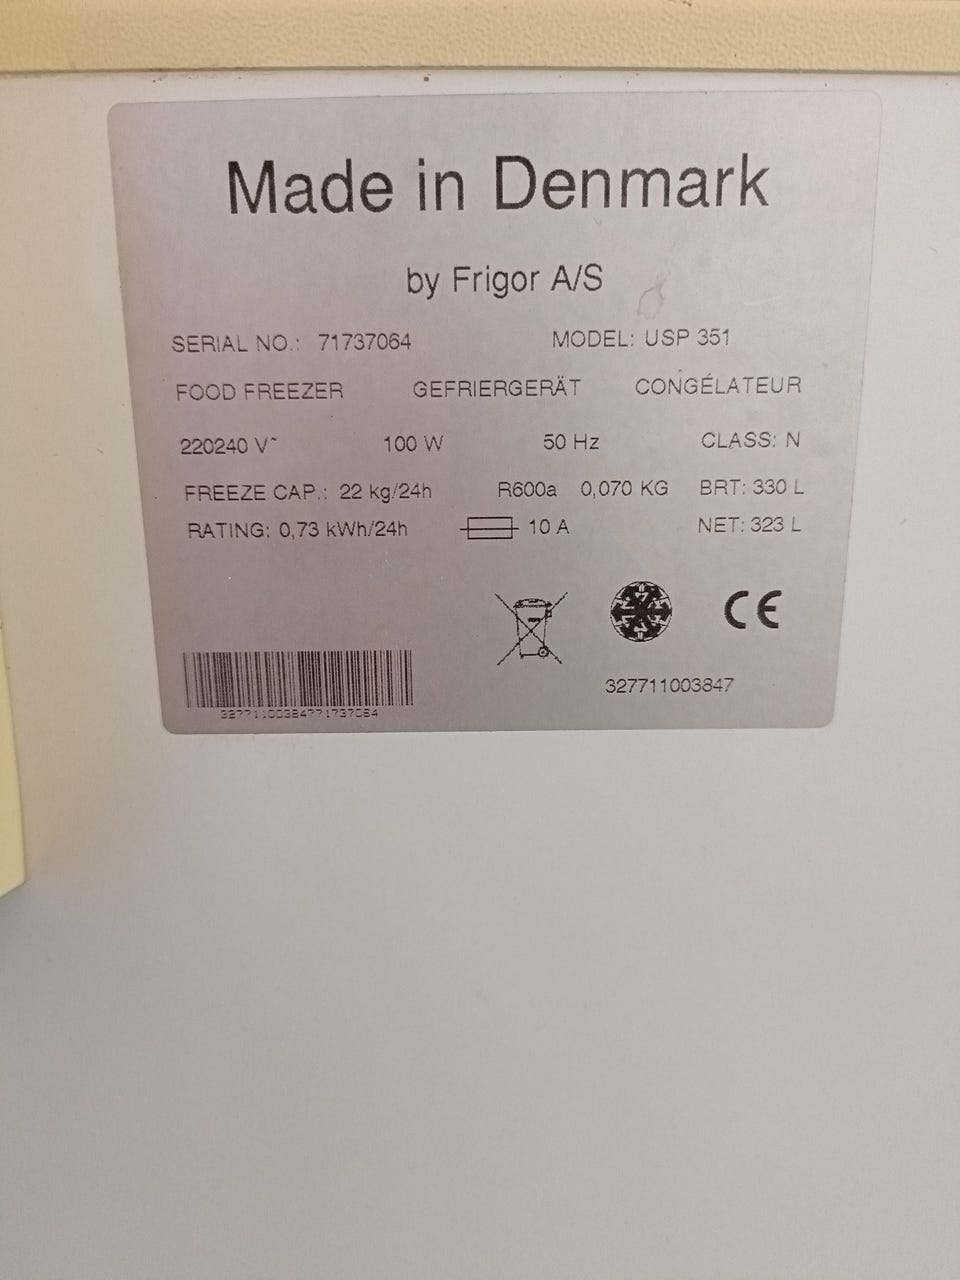 Made in Denmark
by Frigor A/S
SERIAL NO.: 71737064 MODEL: USP 351
FOOD FREEZER GEFRIERGERÄT CONGÉLATEUR
220240 V~ 100 W 50 Hz CLASS: N
FREEZE CAP.: 22 kg/24h R600a 0,070 KG BRT: 330 L
RATING: 0,73 kWh/24h 10 A NET: 323 L
CE
327711003847
32771100384771737064